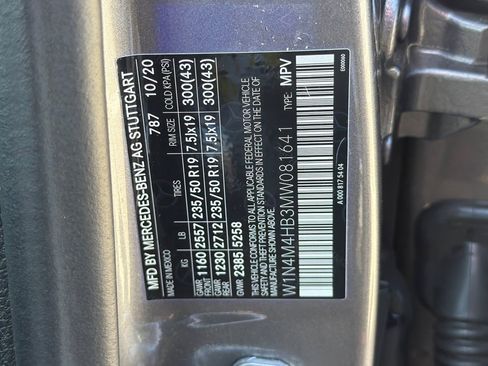 MFD BY MERCEDES-BENZ AG STUTTGART
787 10/20
MADE IN MEXICO
KG LB TIRES RIM SIZE COLD KPA (PSI)
GAWR FRONT 1160 2557 235/50 R19 7.5Jx19 300(43)
GAWR REAR 1230 2712 235/50 R19 7.5Jx19 300(43)
GVWR 2385 5258
THIS VEHICLE CONFORMS TO ALL APPLICABLE FEDERAL MOTOR VEHICLE
SAFETY AND THEFT PREVENTION STANDARDS IN EFFECT ON THE DATE OF
MANUFACTURE SHOWN ABOVE.
W1N4M4HB3MW081641 TYPE: MPV
A 000 817 54 04